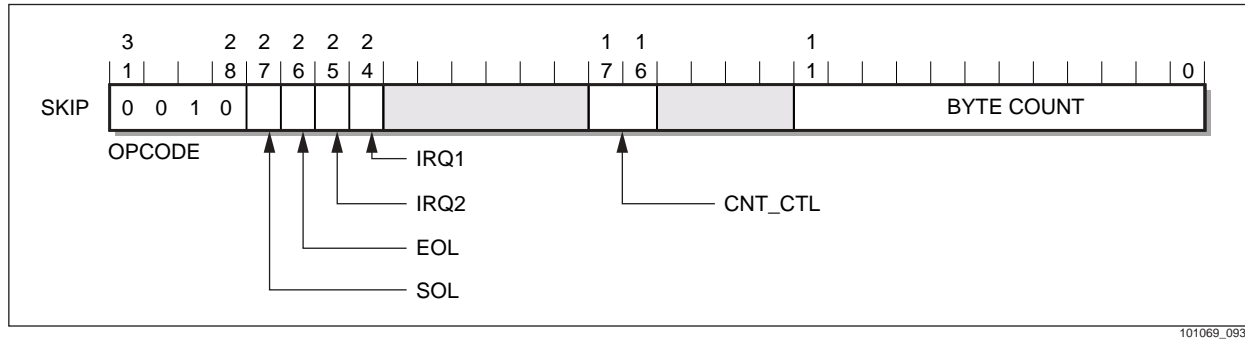 3 2 2 2 2 2 1 1 1
1 8 7 6 5 4 7 6 1 0
SKIP 0 0 1 0 BYTE COUNT
OPCODE
IRQ1
IRQ2 CNT_CTL
EOL
SOL
101069_093